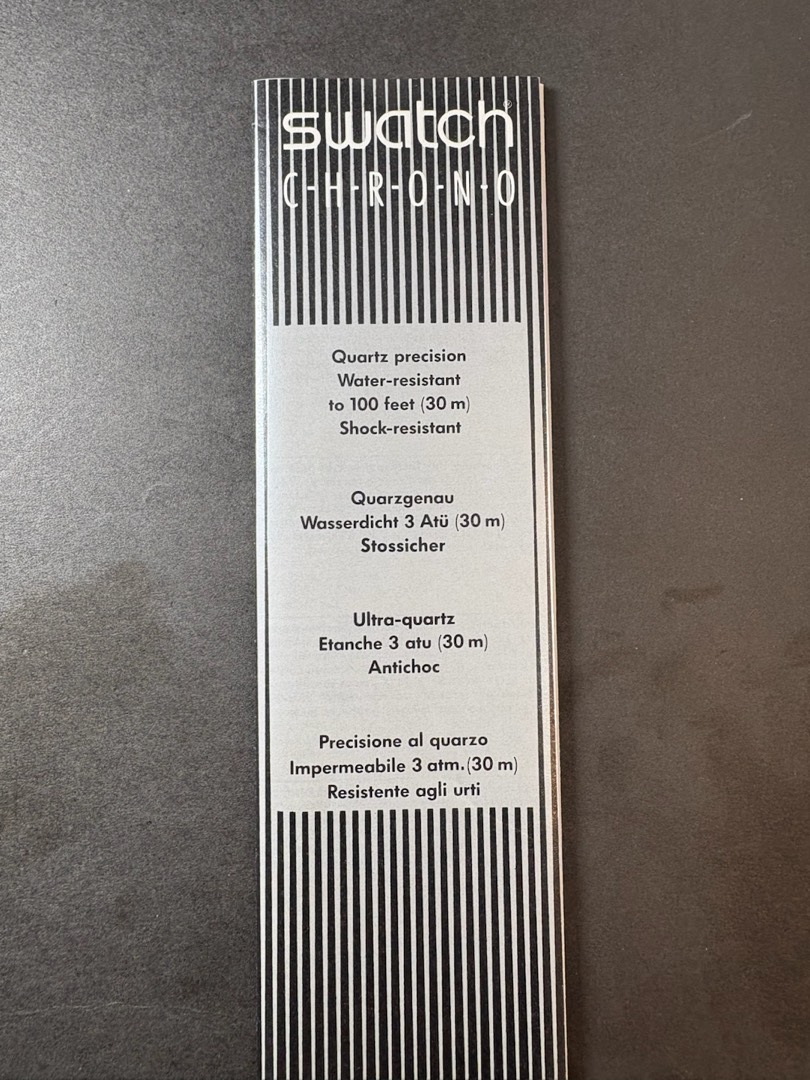 swatch®
C-H-R-O-N-O
Quartz precision
Water-resistant
to 100 feet (30 m)
Shock-resistant
Quarzgenau
Wasserdicht 3 Atü (30 m)
Stossicher
Ultra-quartz
Etanche 3 atu (30 m)
Antichoc
Precisione al quarzo
Impermeabile 3 atm. (30 m)
Resistente agli urti